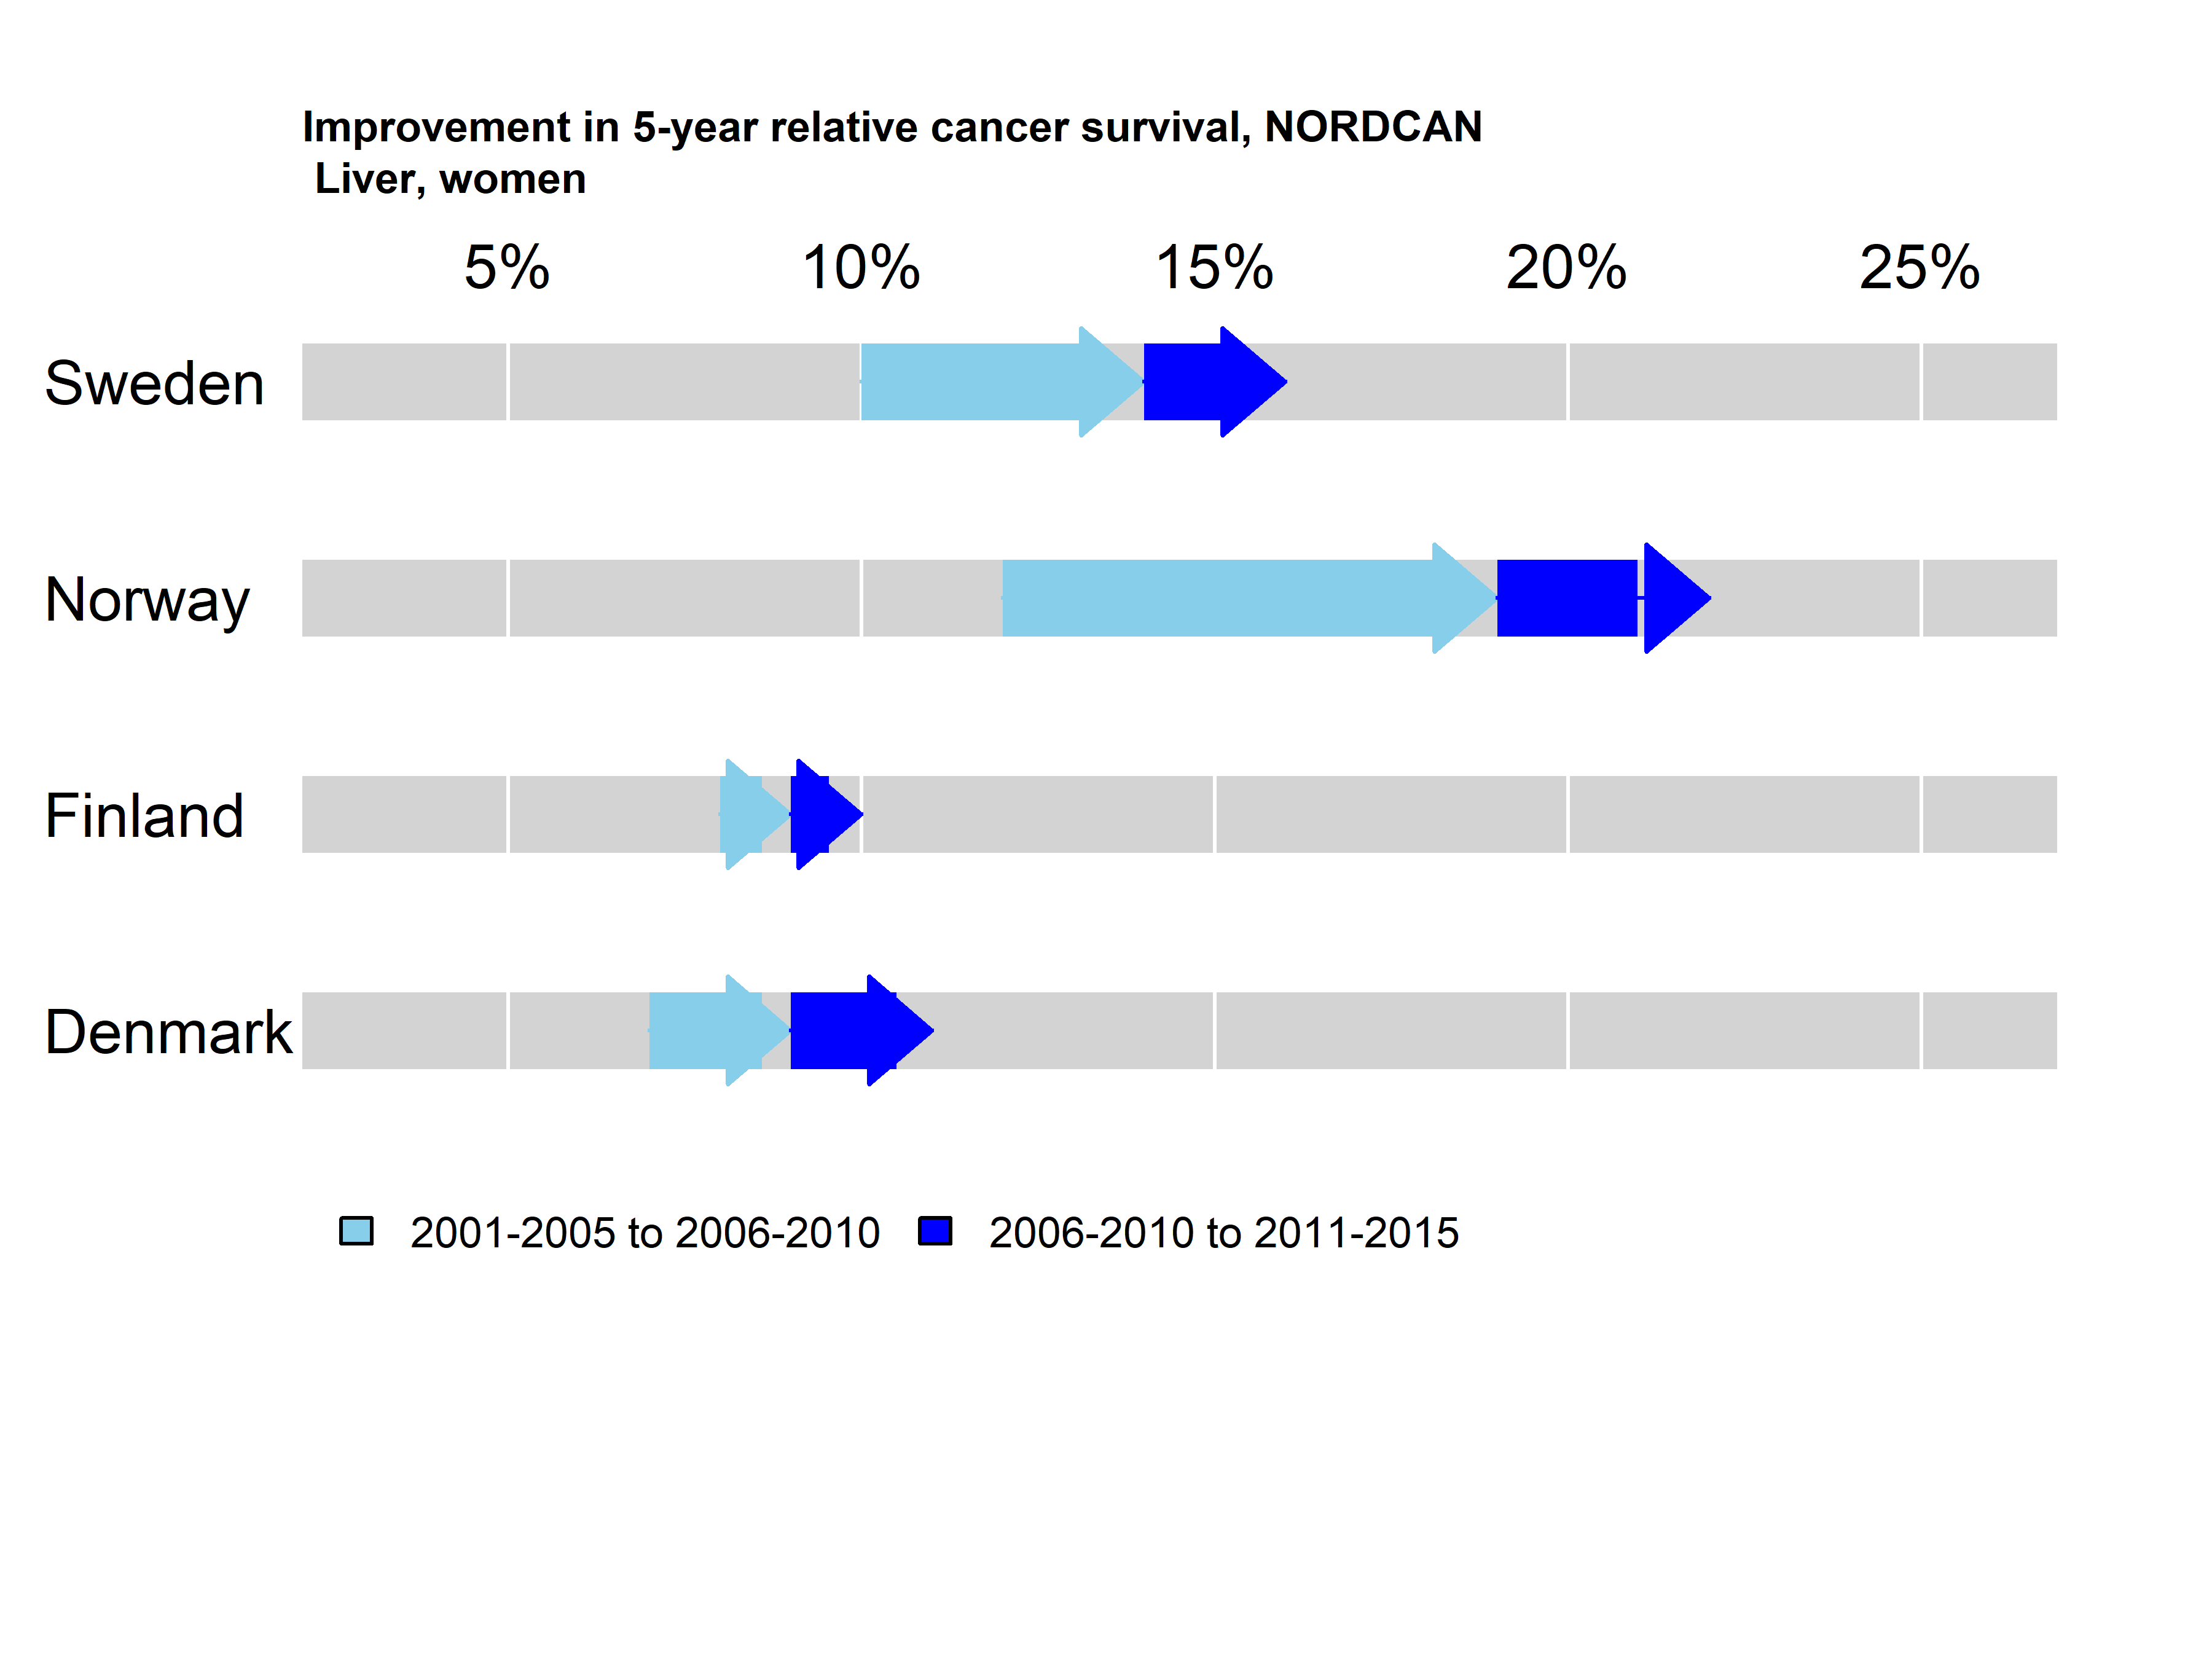 Improvement in 5-year relative cancer survival, NORDCAN
Liver, women
5% 10% 15% 20% 25%
Sweden
Norway
Finland
Denmark
2001-2005 to 2006-2010 2006-2010 to 2011-2015